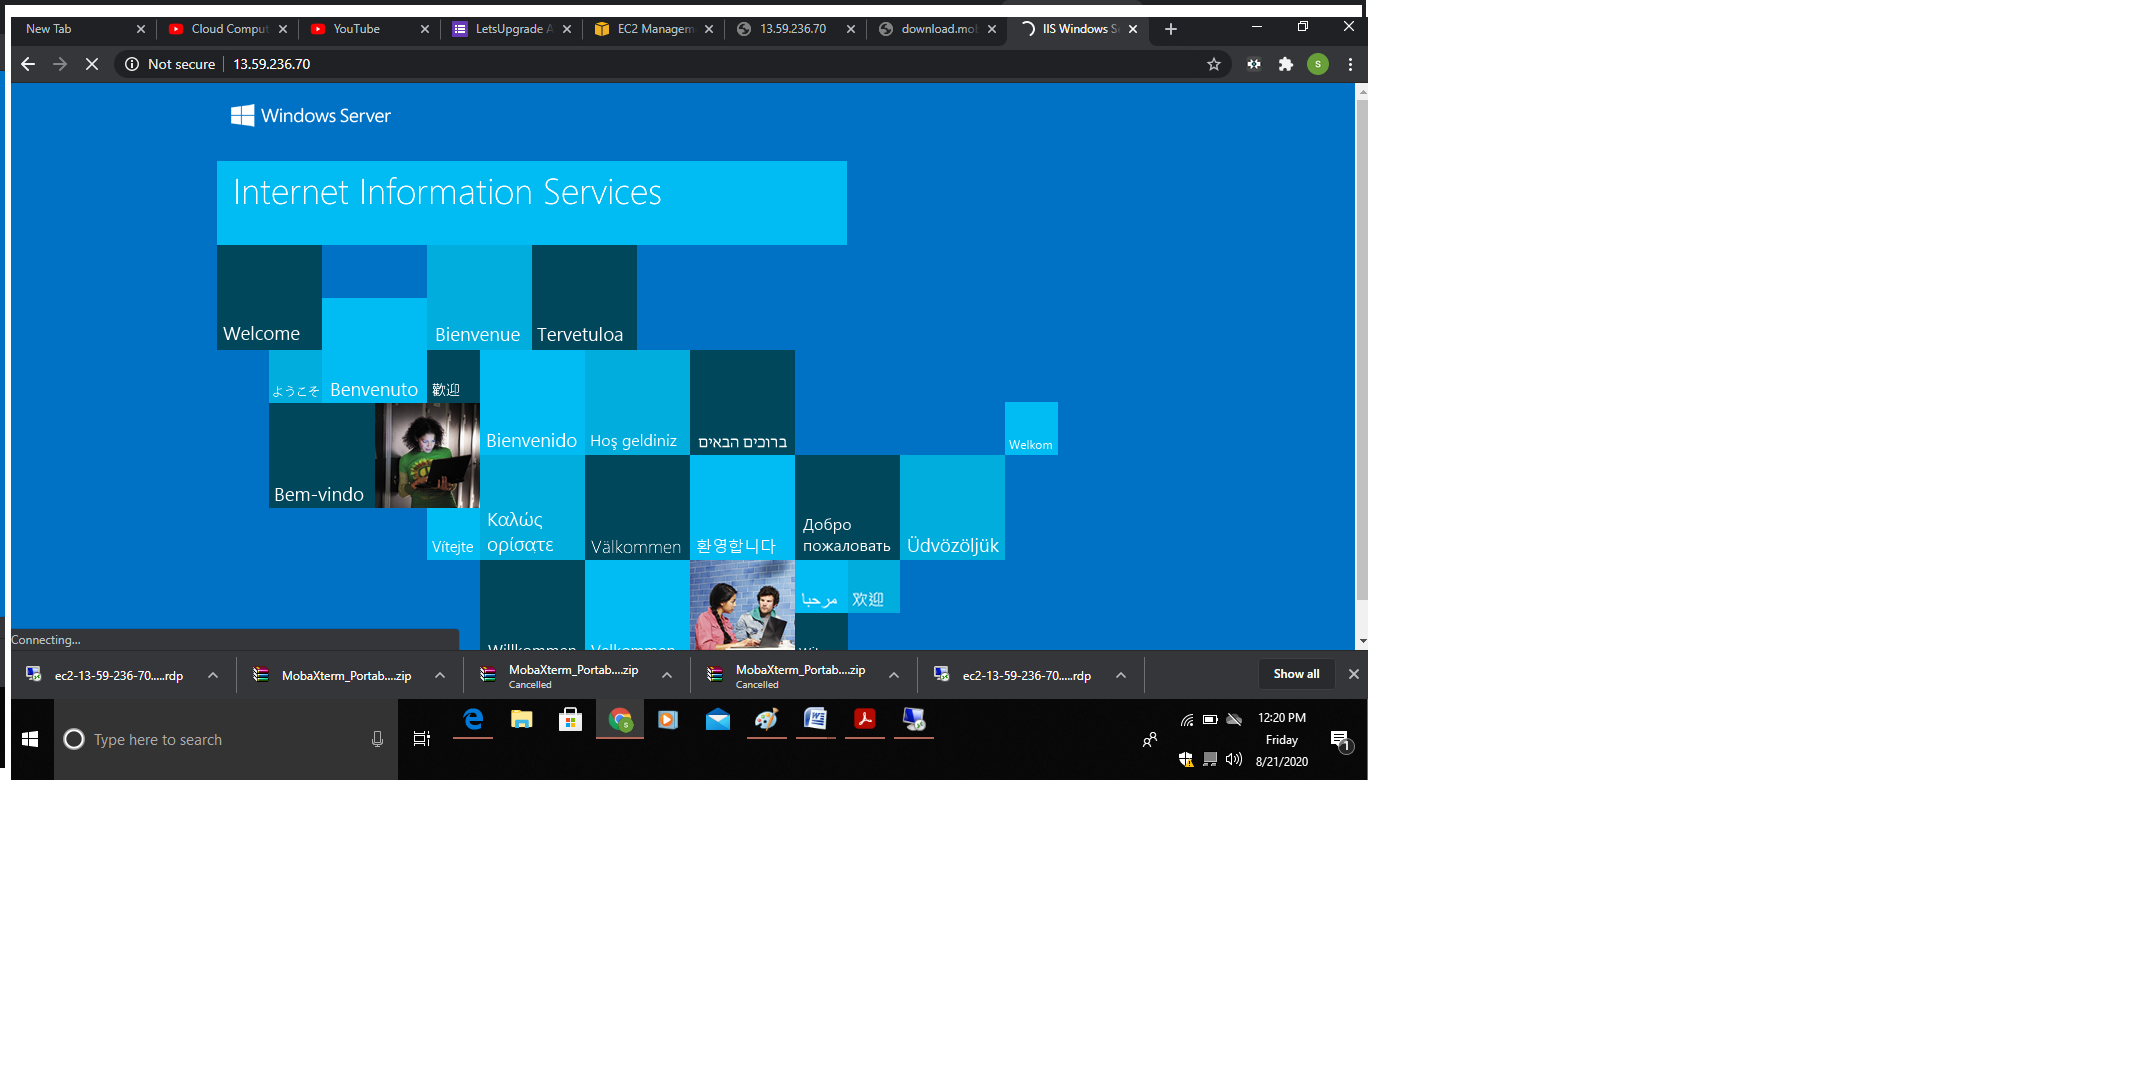 New Tab
Cloud Comput
YouTube
LetsUpgrade A
EC2 Managem
13.59.236.70
download.mob
IIS Windows S
Not secure
13.59.236.70
S
Windows Server
Internet Information Services
Welcome
Bienvenue
Tervetuloa
ようこそ
Benvenuto
歡迎
Bienvenido
Hoş geldiniz
ברוכים הבאים
Welkom
Bem-vindo
Vítejte
Καλώς
ορίσατε
Välkommen
환영합니다
Добро
пожаловать
Üdvözöljük
مرحبا
欢迎
Willkommen
Velkommen
Connecting...
ec2-13-59-236-70.....rdp
MobaXterm_Portab....zip
MobaXterm_Portab....zip
Cancelled
MobaXterm_Portab....zip
Cancelled
ec2-13-59-236-70.....rdp
Show all
Type here to search
12:20 PM
Friday
8/21/2020
1